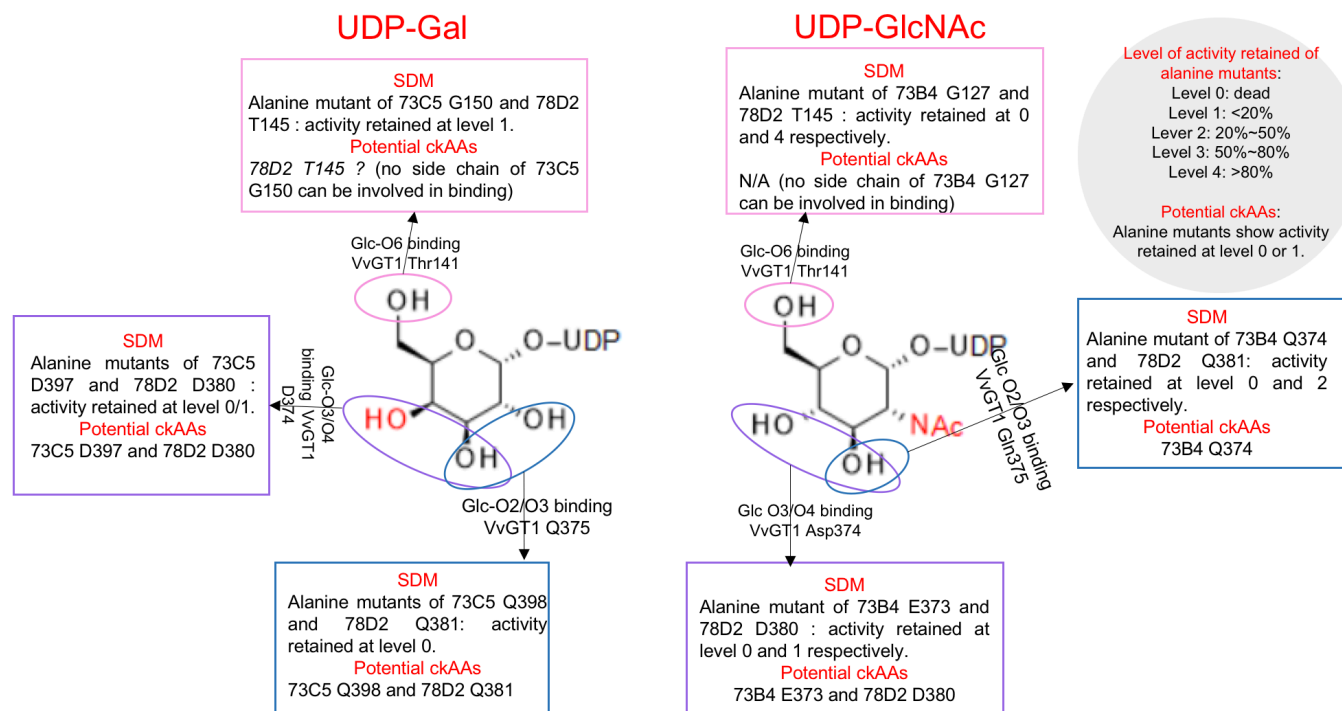 UDP-Gal
SDM
Alanine mutant of 73C5 G150 and 78D2
T145 : activity retained at level 1.
Potential ckAAs
78D2 T145 ? (no side chain of 73C5
G150 can be involved in binding)
Glc-O6 binding
VvGT1 Thr141
OH
O
O–UDP
HO
OH
OH
SDM
Alanine mutants of 73C5
D397 and 78D2 D380 :
activity retained at level 0/1.
Potential ckAAs
73C5 D397 and 78D2 D380
Glc-O3/O4
binding VvGT1
D374
Glc-O2/O3 binding
VvGT1 Q375
SDM
Alanine mutants of 73C5 Q398
and 78D2 Q381: activity
retained at level 0.
Potential ckAAs
73C5 Q398 and 78D2 Q381
UDP-GlcNAc
SDM
Alanine mutant of 73B4 G127 and
78D2 T145 : activity retained at 0
and 4 respectively.
Potential ckAAs
N/A (no side chain of 73B4 G127
can be involved in binding)
Glc-O6 binding
VvGT1 Thr141
OH
O
O–UDP
HO
NAc
OH
Glc O2/O3 binding
VvGT1 Gln375
SDM
Alanine mutant of 73B4 Q374
and 78D2 Q381: activity
retained at level 0 and 2
respectively.
Potential ckAAs
73B4 Q374
Glc O3/O4 binding
VvGT1 Asp374
SDM
Alanine mutant of 73B4 E373 and
78D2 D380 : activity retained at
level 0 and 1 respectively.
Potential ckAAs
73B4 E373 and 78D2 D380
Level of activity retained of
alanine mutants:
Level 0: dead
Level 1: <20%
Lever 2: 20%~50%
Level 3: 50%~80%
Level 4: >80%
Potential ckAAs:
Alanine mutants show activity
retained at level 0 or 1.